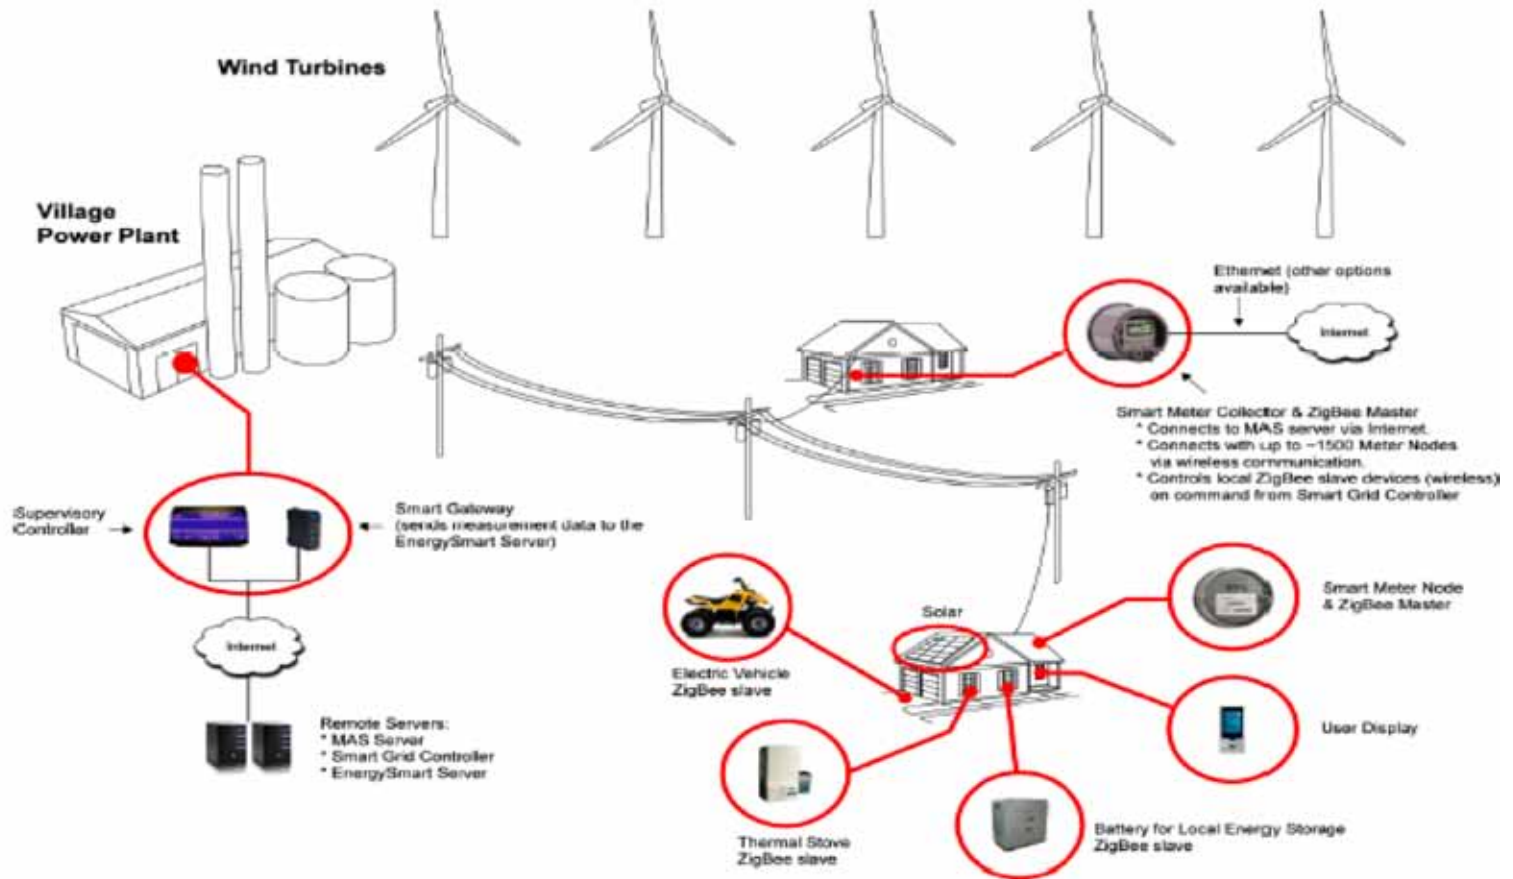 Wind Turbines
Village
Power Plant
Ethernet (other options
available)
Internet
Smart Meter Collector & ZigBee Master
* Connects to MAS server via Internet.
* Connects with up to ~1500 Meter Nodes
via wireless communication.
* Controls local ZigBee slave devices (wireless)
on command from Smart Grid Controller
Supervisory
Controller
Smart Gateway
(sends measurement data to the
EnergySmart Server)
Internet
Remote Servers:
* MAS Server
* Smart Grid Controller
* EnergySmart Server
Solar
Electric Vehicle
ZigBee slave
Smart Meter Node
& ZigBee Master
User Display
Thermal Stove
ZigBee slave
Battery for Local Energy Storage
ZigBee slave